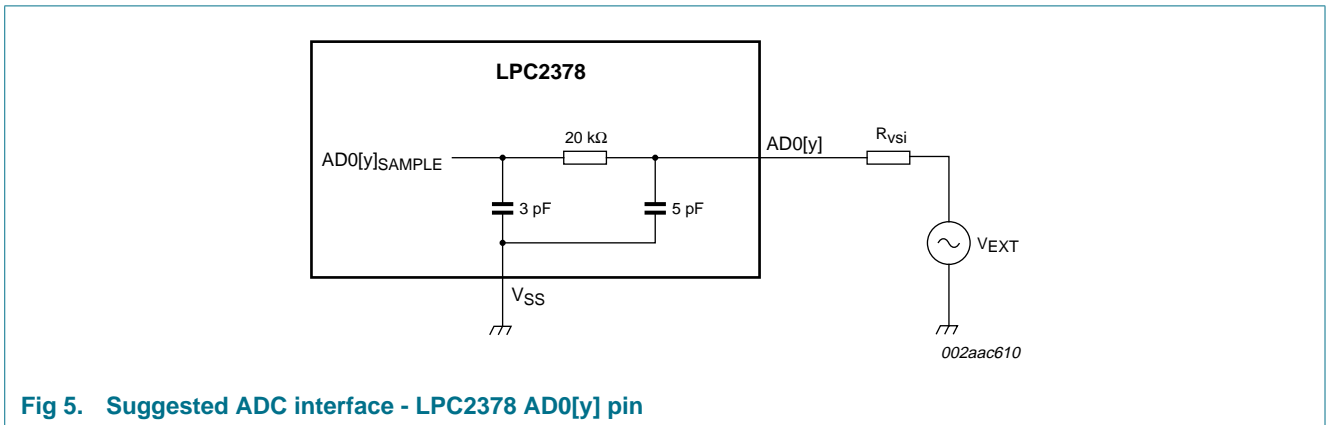 LPC2378
20 kΩ
AD0[y]SAMPLE
AD0[y]
Rvsi
3 pF
5 pF
VEXT
VSS
002aac610
Fig 5. Suggested ADC interface - LPC2378 AD0[y] pin